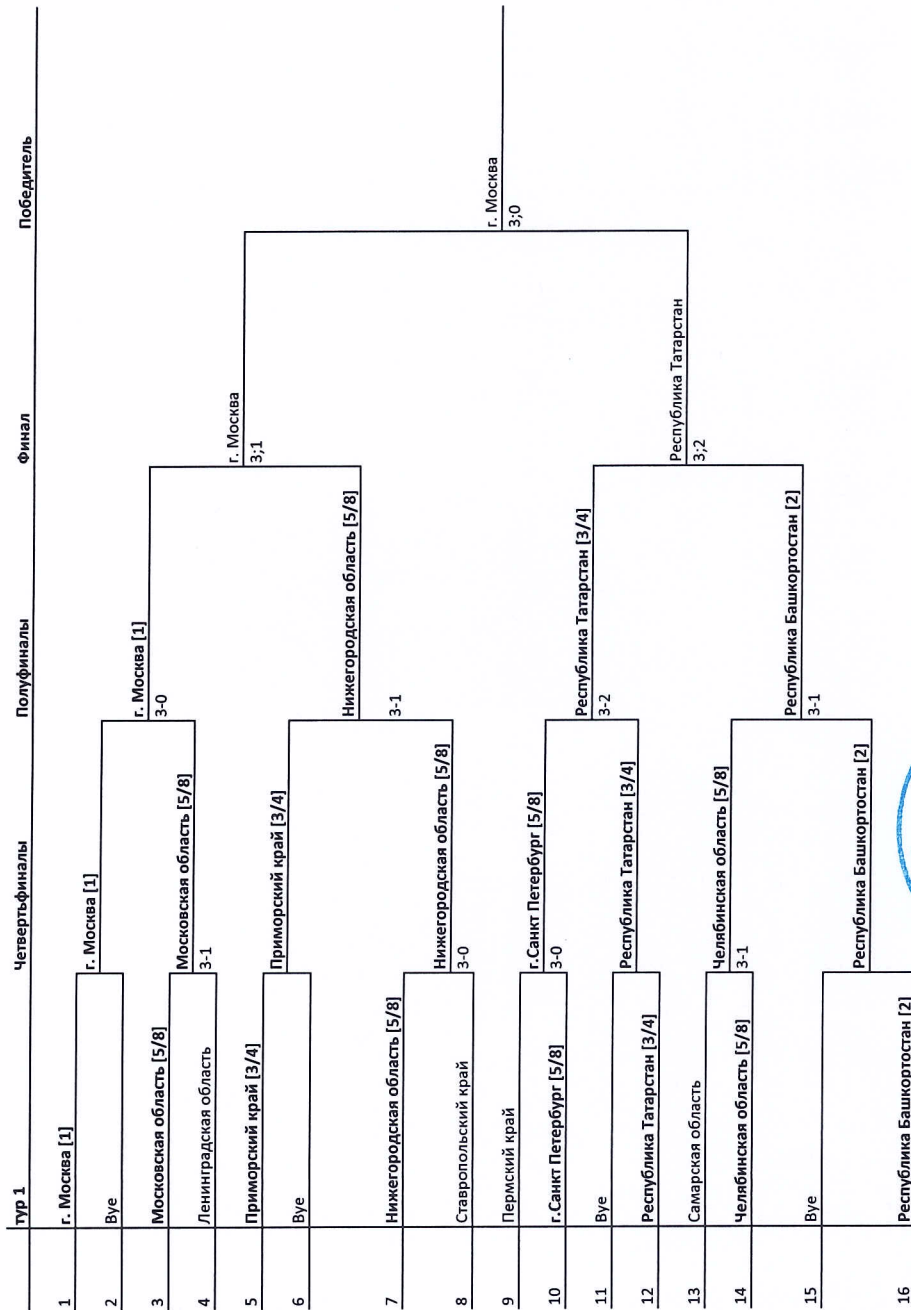 тур 1 Четвертьфиналы Полуфиналы Финал Победитель
1 г. Москва [1]
г. Москва [1]
2 Bye
г. Москва [1]
3-0
3 Московская область [5/8]
Московская область [5/8]
3-1
4 Ленинградская область
г. Москва
3;1
5 Приморский край [3/4]
Приморский край [3/4]
6 Bye
Нижегородская область [5/8]
3-1
7 Нижегородская область [5/8]
Нижегородская область [5/8]
3-0
8 Ставропольский край
г. Москва
3;0
9 Пермский край
г.Санкт Петербург [5/8]
3-0
10 г.Санкт Петербург [5/8]
Республика Татарстан [3/4]
3-2
11 Bye
Республика Татарстан [3/4]
12 Республика Татарстан [3/4]
Республика Татарстан
3;2
13 Самарская область
Челябинская область [5/8]
3-1
14 Челябинская область [5/8]
Республика Башкортостан [2]
3-1
15 Bye
Республика Башкортостан [2]
16 Республика Башкортостан [2]